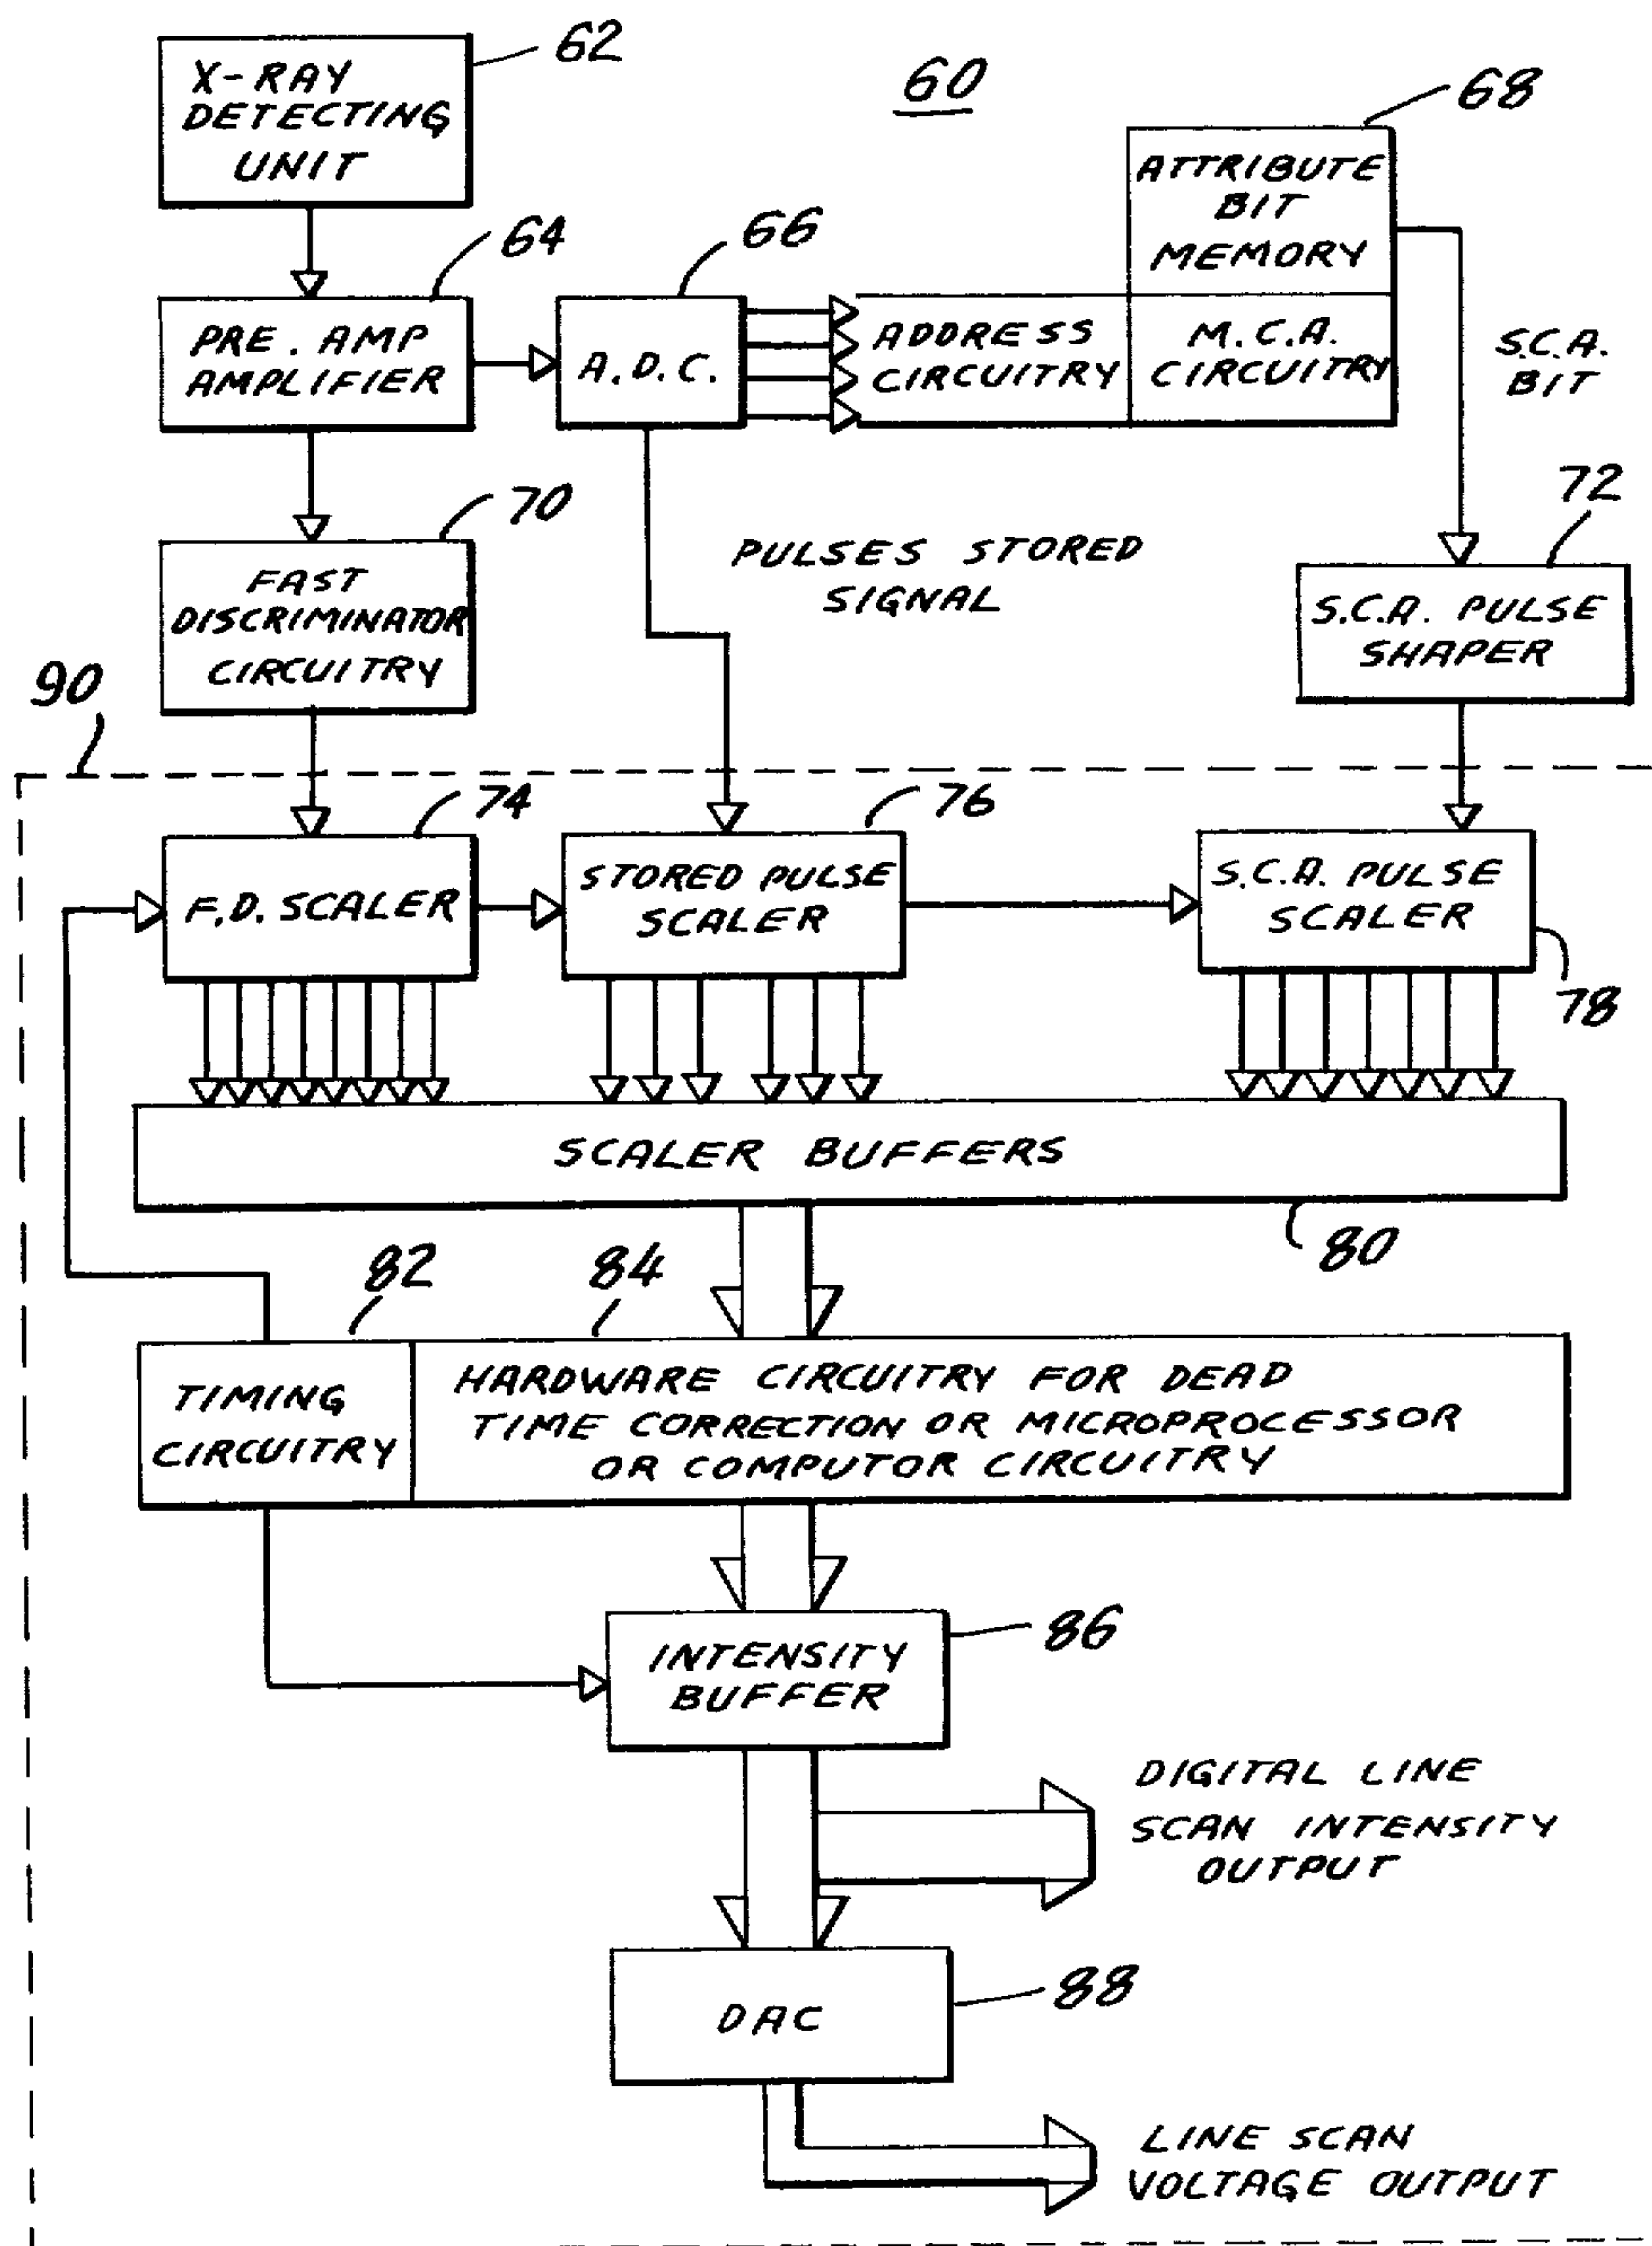 62
X-RAY
DETECTING
UNIT
60
68
ATTRIBUTE
BIT
MEMORY
64
66
PRE. AMP
AMPLIFIER
A.D.C.
ADDRESS
CIRCUITRY
M.C.A.
CIRCUITRY
S.C.A.
BIT
70
72
FAST
DISCRIMINATOR
CIRCUITRY
PULSES STORED
SIGNAL
S.C.A. PULSE
SHAPER
90
74
76
F.D. SCALER
STORED PULSE
SCALER
S.C.A. PULSE
SCALER
78
SCALER BUFFERS
80
82
84
TIMING
CIRCUITRY
HARDWARE CIRCUITRY FOR DEAD
TIME CORRECTION OR MICROPROCESSOR
OR COMPUTOR CIRCUITRY
86
INTENSITY
BUFFER
DIGITAL LINE
SCAN INTENSITY
OUTPUT
88
DAC
LINE SCAN
VOLTAGE OUTPUT